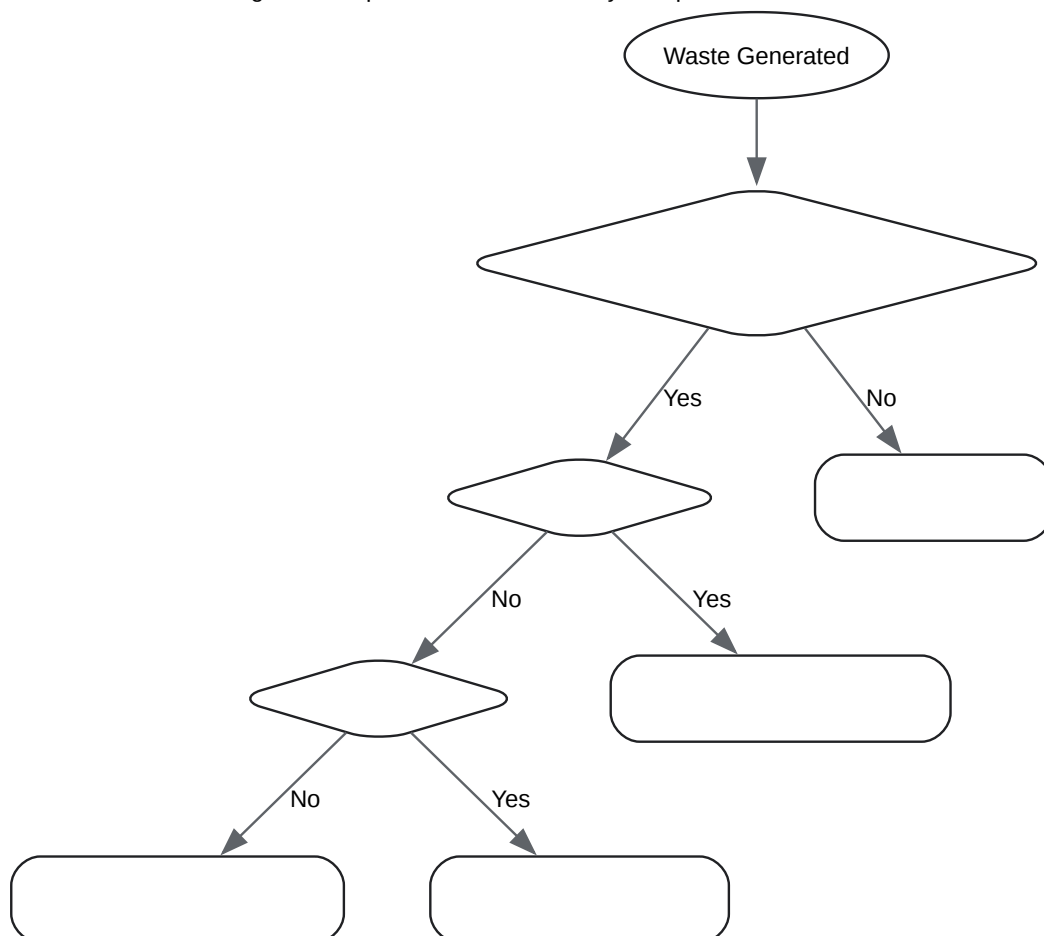 Waste Generated
Yes
No
No
Yes
No
Yes